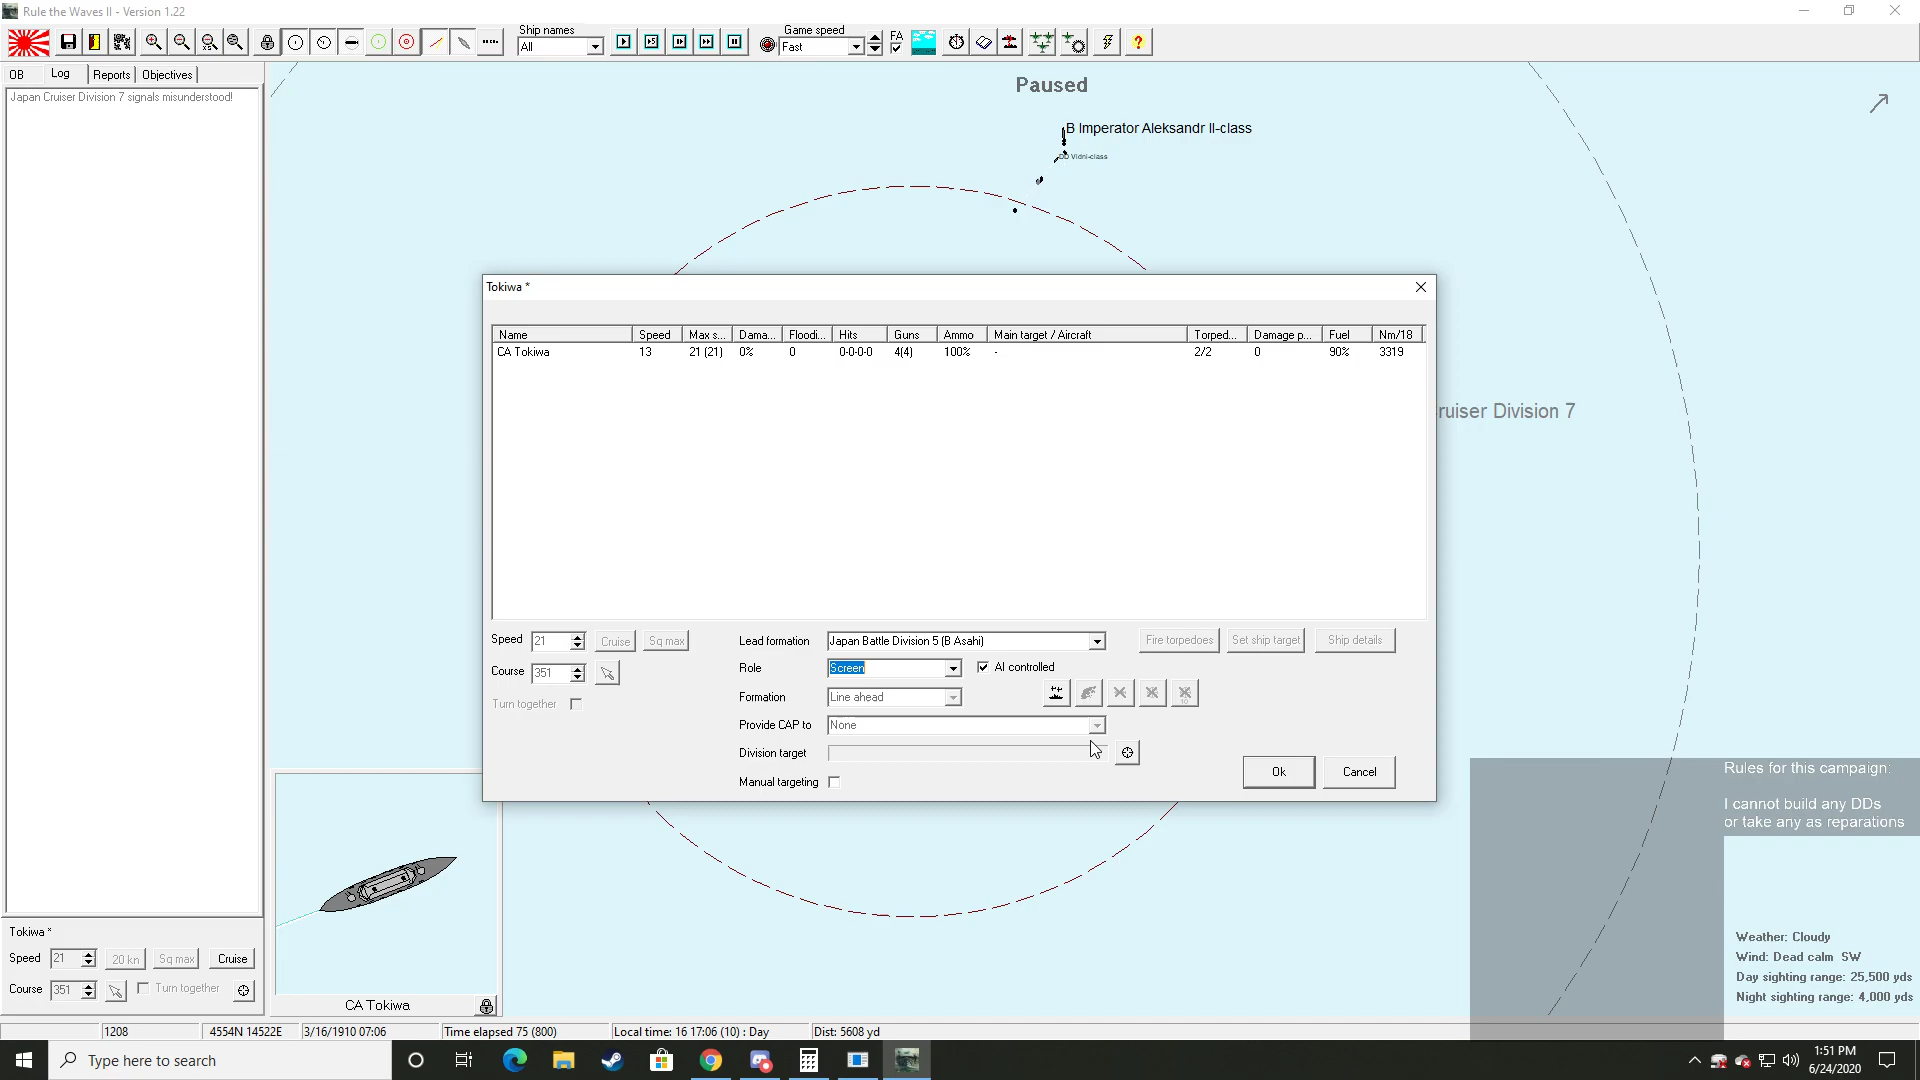 Rule the Waves II - Version 1.22
Ship names
All
Game speed
Fast
FA
OB
Log
Reports
Objectives
Japan Cruiser Division 7 signals misunderstood!
Paused
B Imperator Aleksandr II-class
DD Vidni-class
Tokiwa *
Name Speed Max s... Dama... Floodi... Hits Guns Ammo Main target / Aircraft Torped... Damage p... Fuel Nm/18
CA Tokiwa 13 21 (21) 0% 0 0-0-0-0 4(4) 100% - 2/2 0 90% 3319
ruiser Division 7
Speed 21 Cruise Sq max
Course 351
Turn together
Lead formation Japan Battle Division 5 (B Asahi)
Role Screen AI controlled
Formation Line ahead
Provide CAP to None
Division target
Manual targeting
Fire torpedoes Set ship target Ship details
10
Ok Cancel
Rules for this campaign:
I cannot build any DDs
or take any as reparations
Weather: Cloudy
Wind: Dead calm SW
Day sighting range: 25,500 yds
Night sighting range: 4,000 yds
Tokiwa *
Speed 21 20 kn Sq max Cruise
Course 351 Turn together
CA Tokiwa
1208 4554N 14522E 3/16/1910 07:06 Time elapsed 75 (800) Local time: 16 17:06 (10) : Day Dist: 5608 yd
Type here to search
1:51 PM
6/24/2020